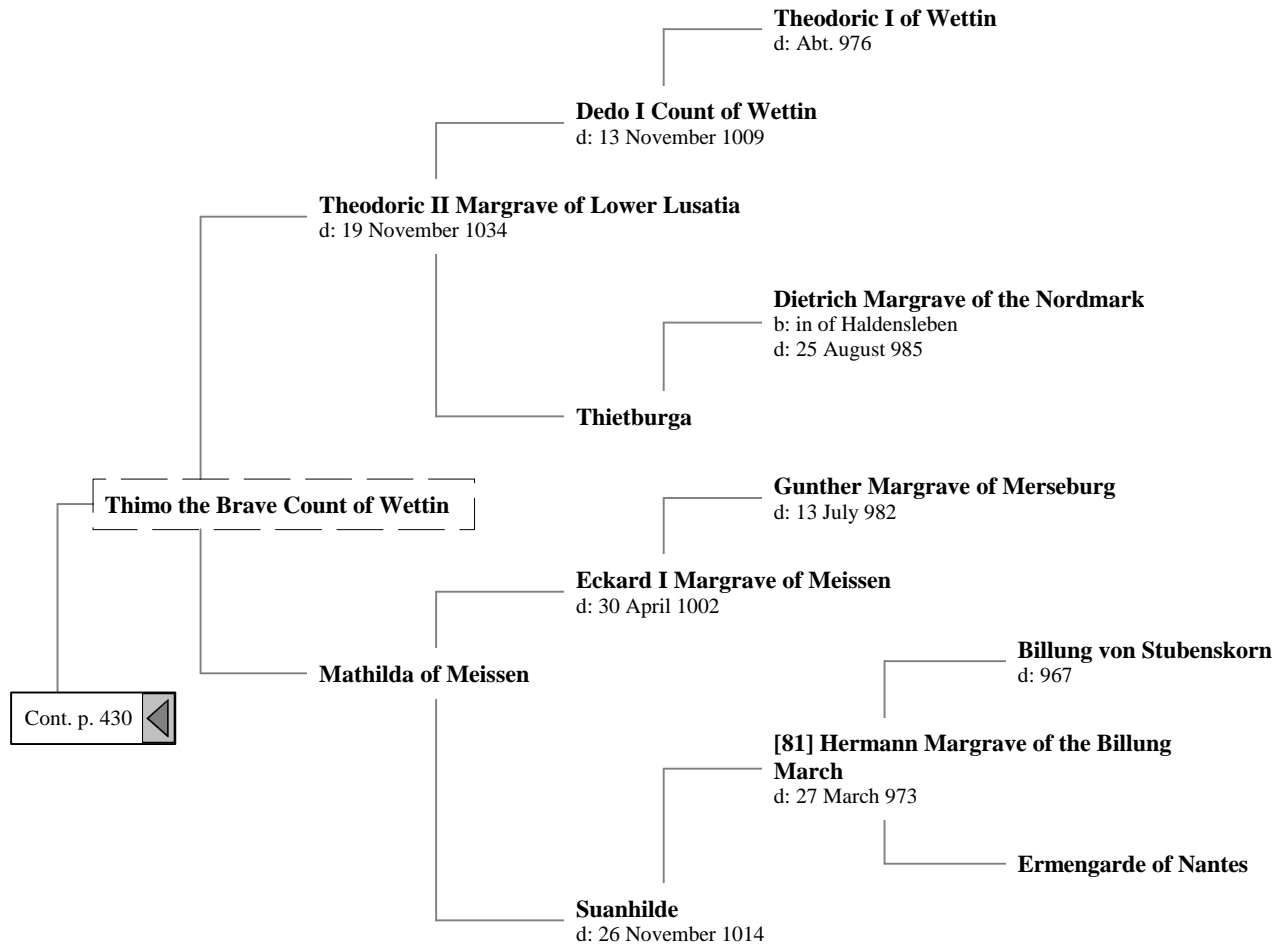 Theodoric I of Wettin
d: Abt. 976
Dedo I Count of Wettin
d: 13 November 1009
Theodoric II Margrave of Lower Lusatia
d: 19 November 1034
Dietrich Margrave of the Nordmark
b: in of Haldensleben
d: 25 August 985
Thietburga
Thimo the Brave Count of Wettin
Gunther Margrave of Merseburg
d: 13 July 982
Eckard I Margrave of Meissen
d: 30 April 1002
Billung von Stubenskorn
d: 967
Mathilda of Meissen
Cont. p. 430
[81] Hermann Margrave of the Billung
March
d: 27 March 973
Ermengarde of Nantes
Suanhilde
d: 26 November 1014